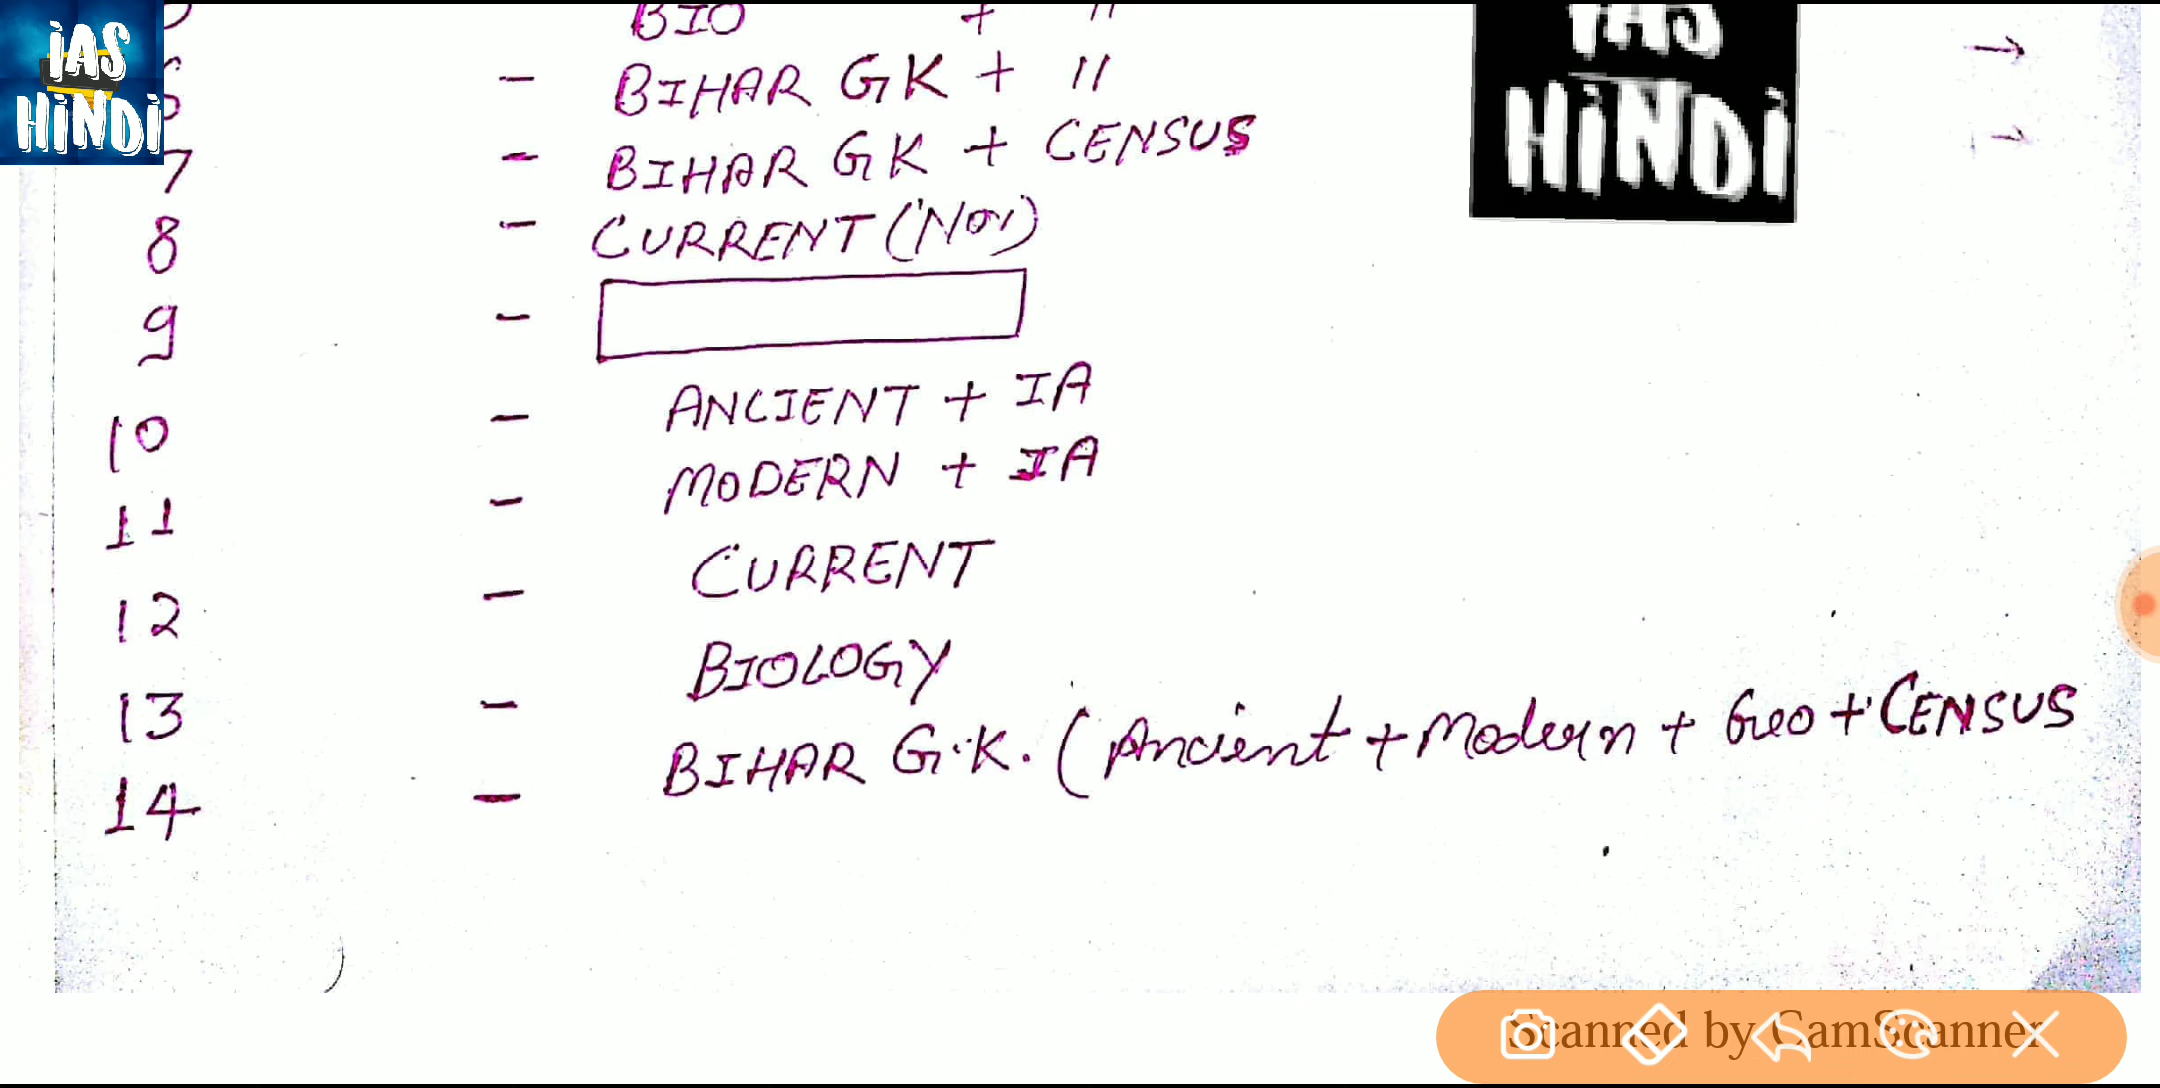 BIO + "
6 - BIHAR GK + "
7 - BIHAR GK + CENSUS
8 - CURRENT (Nov)
9 -
10 - ANCIENT + IA
11 - MODERN + IA
12 - CURRENT
13 - BIOLOGY
14 - BIHAR G.K. (Ancient + Modern + Geo + CENSUS
iAS
HiNDi
iAS
HiNDi
Scanned by CamScanner